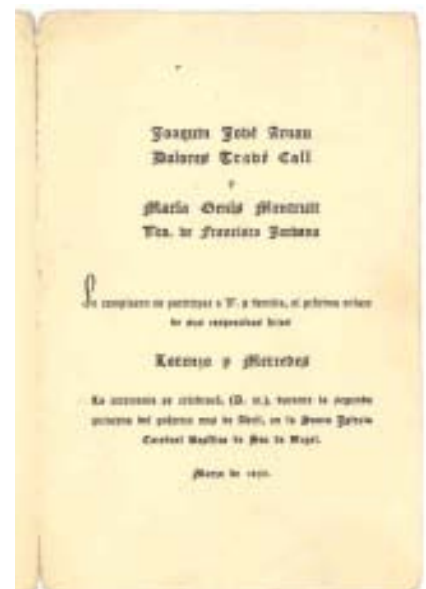 Joaquín Jové Arnau
Dolores Trabé Call
y
María Genís
Vda. de Francisco
Se complacen en participar a V. y familia, el próximo enlace
de sus respectivos hijos
Lorenzo y Mercedes
La ceremonia se celebrará, (D. m.), durante la segunda
quincena del próximo mes de Abril, en la Santa Iglesia
Catedral Basílica de
Marzo de